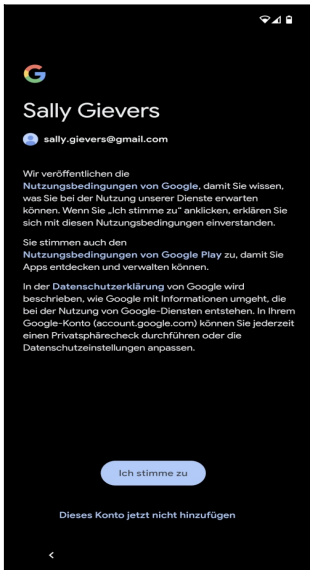 Sally Gievers
sally.gievers@gmail.com
Wir veröffentlichen die
Nutzungsbedingungen von Google, damit Sie wissen,
was Sie bei der Nutzung unserer Dienste erwarten
können. Wenn Sie „Ich stimme zu“ anklicken, erklären Sie
sich mit diesen Nutzungsbedingungen einverstanden.
Sie stimmen auch den
Nutzungsbedingungen von Google Play zu, damit Sie
Apps entdecken und verwalten können.
In der Datenschutzerklärung von Google wird
beschrieben, wie Google mit Informationen umgeht, die
bei der Nutzung von Google-Diensten entstehen. In Ihrem
Google-Konto (account.google.com) können Sie jederzeit
einen Privatsphärecheck durchführen oder die
Datenschutzeinstellungen anpassen.
Ich stimme zu
Dieses Konto jetzt nicht hinzufügen